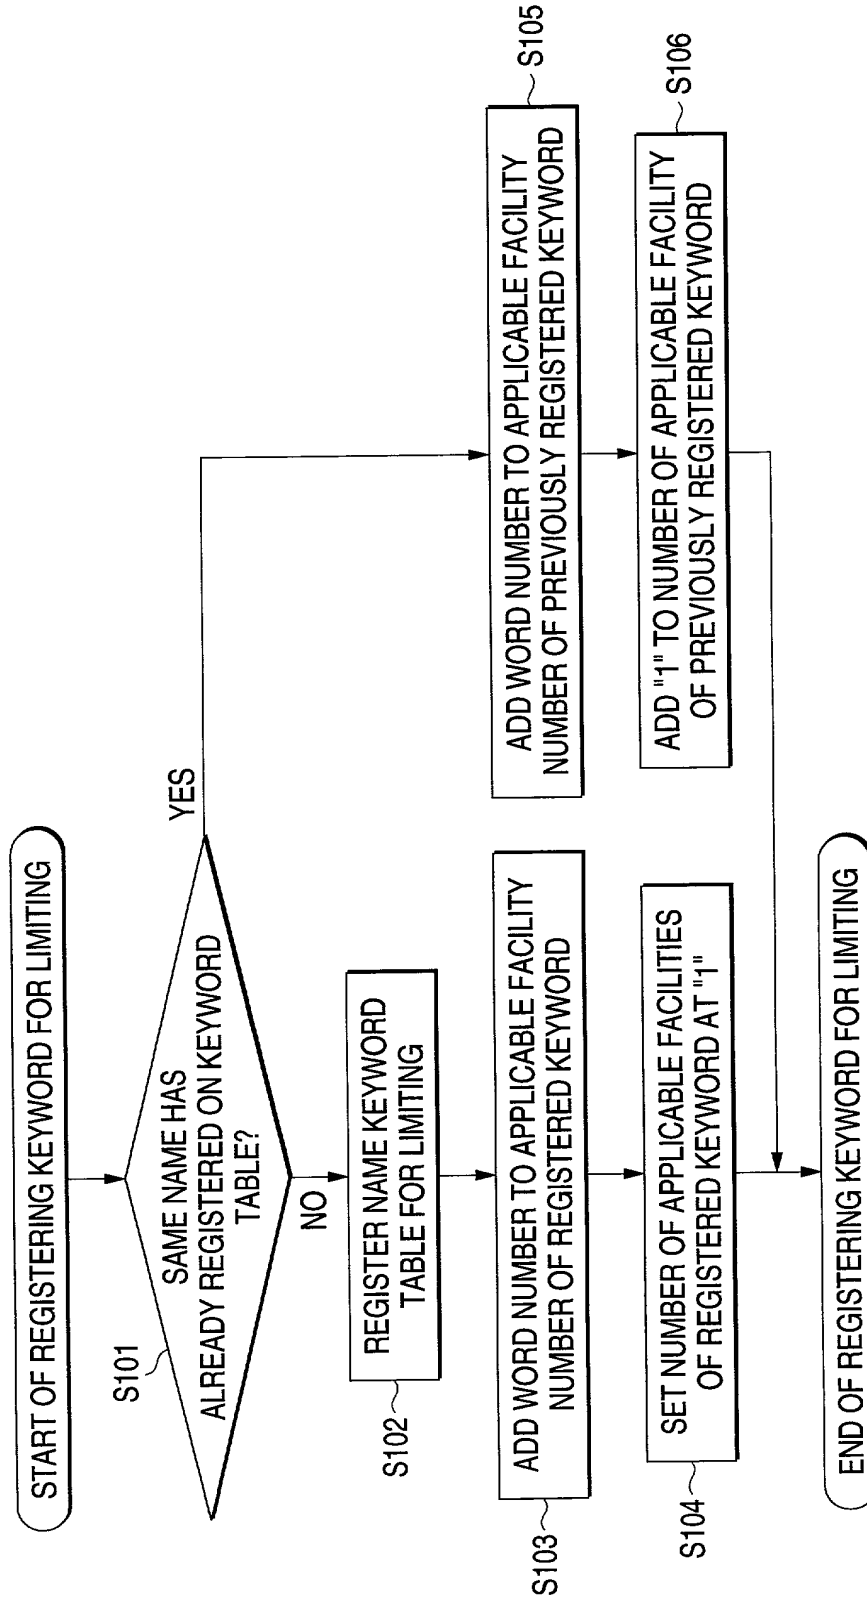 START OF REGISTERING KEYWORD FOR LIMITING
S101
SAME NAME HAS
ALREADY REGISTERED ON KEYWORD
TABLE?
YES
NO
S102
REGISTER NAME KEYWORD
TABLE FOR LIMITING
S103
ADD WORD NUMBER TO APPLICABLE FACILITY
NUMBER OF REGISTERED KEYWORD
S104
SET NUMBER OF APPLICABLE FACILITIES
OF REGISTERED KEYWORD AT "1"
S105
ADD WORD NUMBER TO APPLICABLE FACILITY
NUMBER OF PREVIOUSLY REGISTERED KEYWORD
S106
ADD "1" TO NUMBER OF APPLICABLE FACILITY
OF PREVIOUSLY REGISTERED KEYWORD
END OF REGISTERING KEYWORD FOR LIMITING